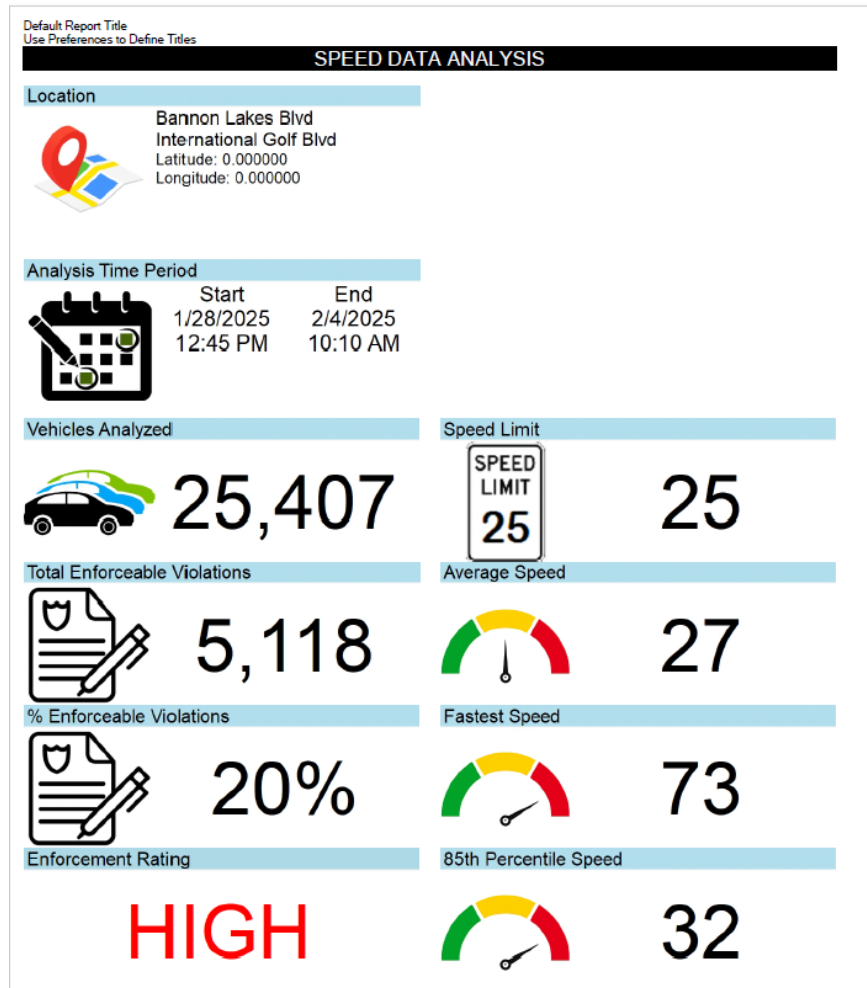 Default Report Title
Use Preferences to Define Titles
SPEED DATA ANALYSIS
Location
Bannon Lakes Blvd
International Golf Blvd
Latitude: 0.000000
Longitude: 0.000000
Analysis Time Period
Start End
1/28/2025 2/4/2025
12:45 PM 10:10 AM
Vehicles Analyzed
25,407
Speed Limit
SPEED
LIMIT
25
25
Total Enforceable Violations
5,118
Average Speed
27
% Enforceable Violations
20%
Fastest Speed
73
Enforcement Rating
HIGH
85th Percentile Speed
32